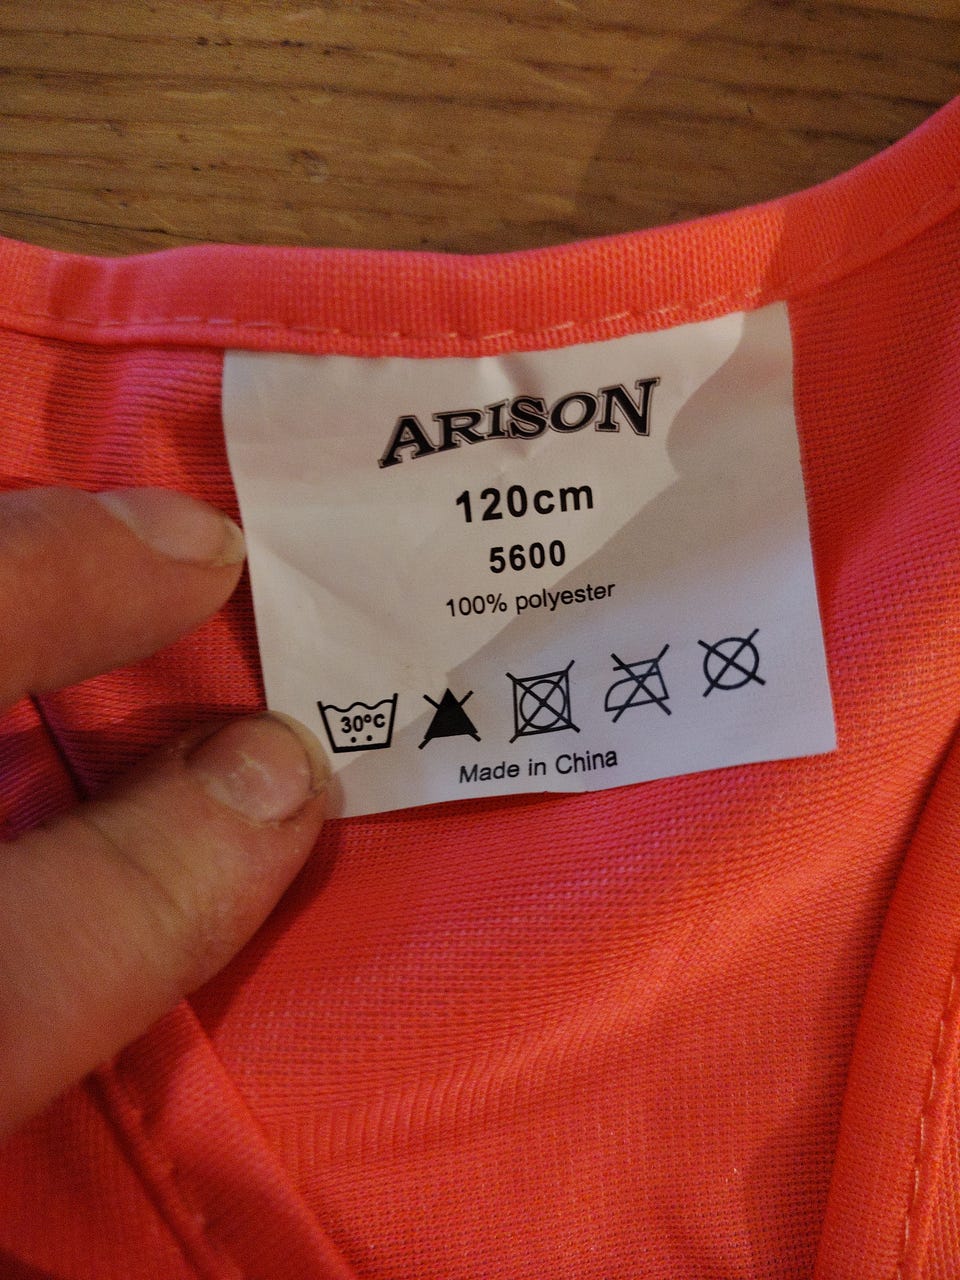 ARISON
120cm
5600
100% polyester
30°C
Made in China